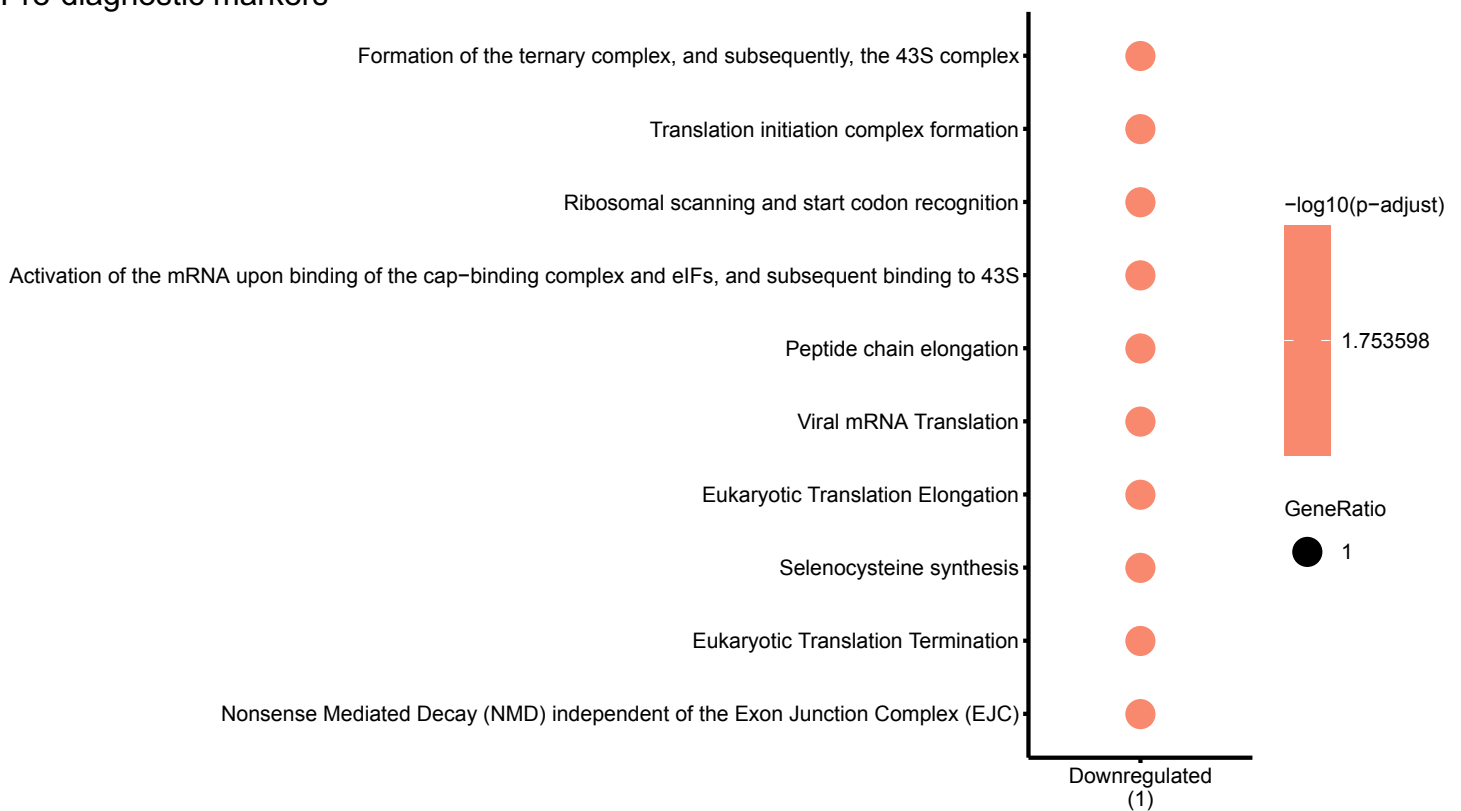 diagnostic markers
Formation of the ternary complex, and subsequently, the 43S complex
Translation initiation complex formation
Ribosomal scanning and start codon recognition
Activation of the mRNA upon binding of the cap−binding complex and eIFs, and subsequent binding to 43S
Peptide chain elongation
Viral mRNA Translation
Eukaryotic Translation Elongation
Selenocysteine synthesis
Eukaryotic Translation Termination
Nonsense Mediated Decay (NMD) independent of the Exon Junction Complex (EJC)
Downregulated
(1)
−log10(p−adjust)
1.753598
GeneRatio
1